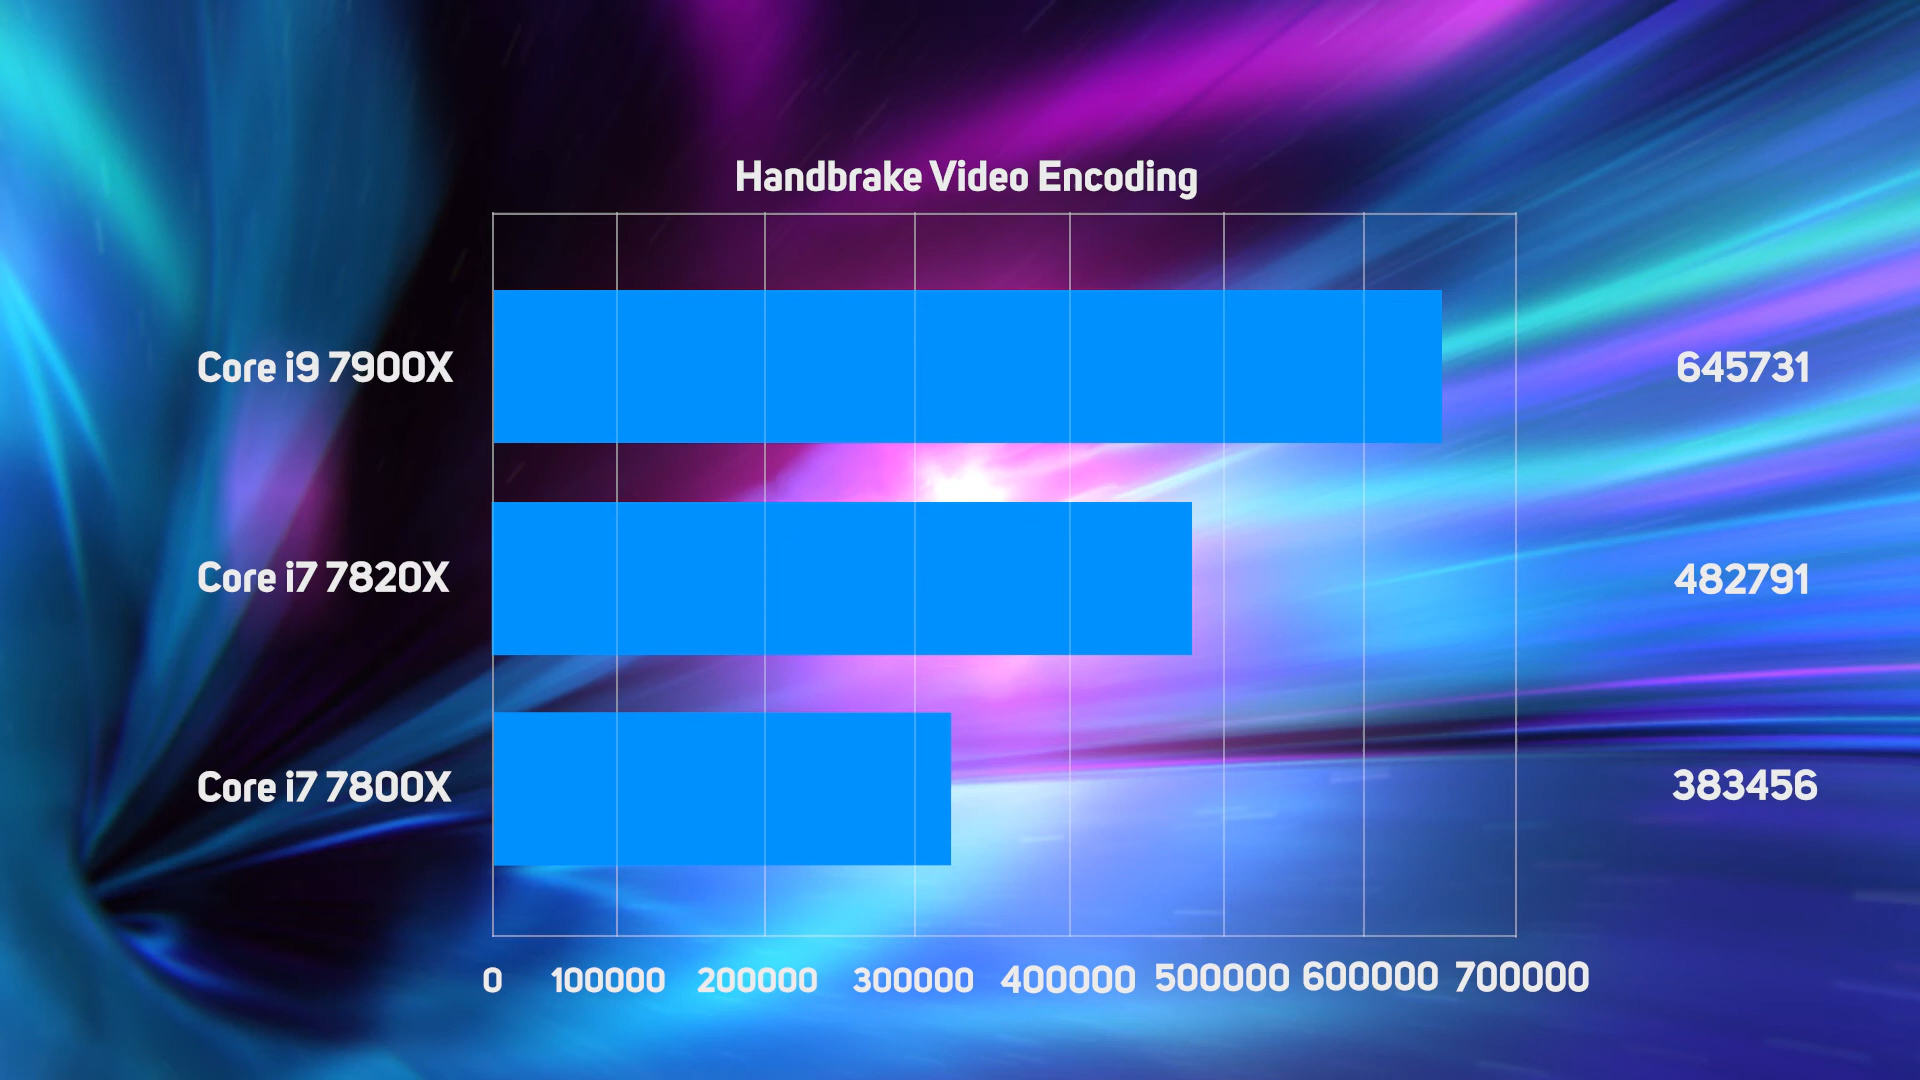 Handbrake Video Encoding
Core i9 7900X
645731
Core i7 7820X
482791
Core i7 7800X
383456
0 100000 200000 300000 400000 500000 600000 700000